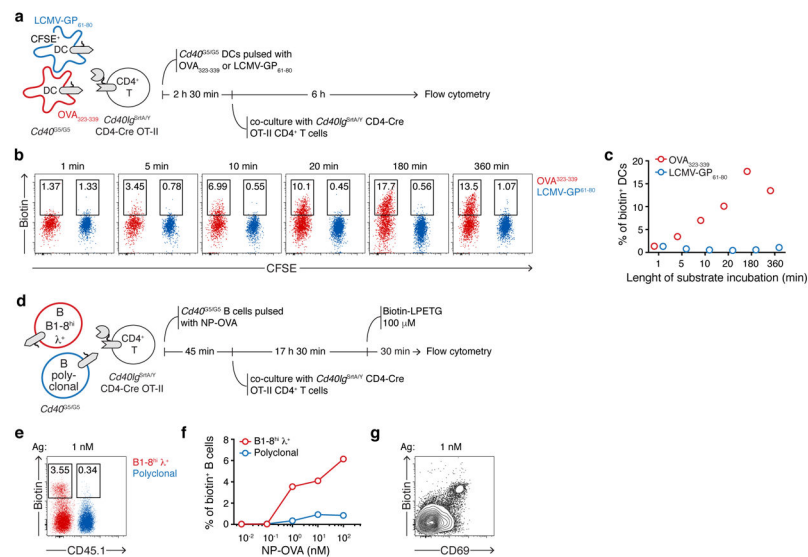 a
LCMV-GP61-80
CFSE+
DC
DC
OVA323-339
Cd40G5/G5
CD4+
T
Cd40lgSrtA/Y
CD4-Cre OT-II
Cd40G5/G5 DCs pulsed with
OVA323-339 or LCMV-GP61-80
2 h 30 min
6 h
Flow cytometry
co-culture with Cd40lgSrtA/Y CD4-Cre
OT-II CD4+ T cells
b
1 min
5 min
10 min
20 min
180 min
360 min
1.37
1.33
3.45
0.78
6.99
0.55
10.1
0.45
17.7
0.56
13.5
1.07
OVA323-339
LCMV-GP61-80
Biotin
CFSE
c
OVA323-339
LCMV-GP61-80
% of biotin+ DCs
20
15
10
5
0
1 5 10 20 180 360
Lenght of substrate incubation (min)
d
B
B1-8hi
λ+
B
poly-
clonal
Cd40G5/G5
CD4+
T
Cd40lgSrtA/Y
CD4-Cre OT-II
Cd40G5/G5 B cells pulsed
with NP-OVA
Biotin-LPETG
100 µM
45 min
17 h 30 min
30 min
Flow cytometry
co-culture with Cd40lgSrtA/Y CD4-Cre
OT-II CD4+ T cells
e
Ag: 1 nM
3.55
0.34
B1-8hi λ+
Polyclonal
Biotin
CD45.1
f
B1-8hi λ+
Polyclonal
% of biotin+ B cells
8
6
4
2
0
10-2 10-1 100 101 102
NP-OVA (nM)
g
Ag: 1 nM
Biotin
CD69